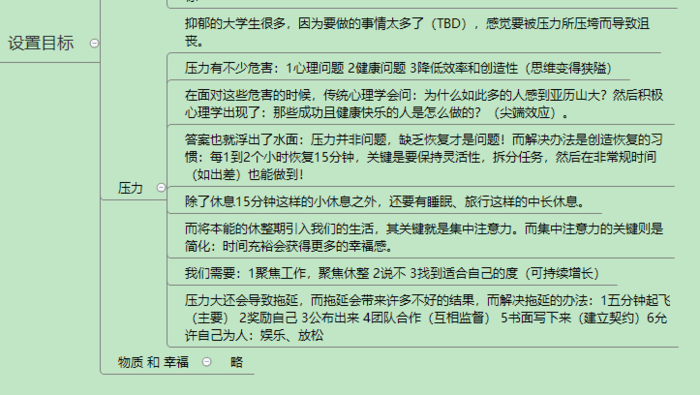 抑郁的大学生很多，因为要做的事情太多了（TBD），感觉要被压力所压垮而导致沮
丧。
设置目标
压力有不少危害：1心理问题 2健康问题 3降低效率和创造性（思维变得狭隘）
在面对这些危害的时候，传统心理学会问：为什么如此多的人感到亚历山大？然后积极
心理学出现了：那些成功且健康快乐的人是怎么做的？（尖端效应）。
答案也就浮出了水面：压力并非问题，缺乏恢复才是问题！而解决办法是创造恢复的习
惯：每1到2个小时恢复15分钟，关键是要保持灵活性，拆分任务，然后在非常规时间
（如出差）也能做到！
压力
除了休息15分钟这样的小休息之外，还要有睡眠、旅行这样的中长休息。
而将本能的休整期引入我们的生活，其关键就是集中注意力。而集中注意力的关键则是
简化：时间充裕会获得更多的幸福感。
我们需要：1聚焦工作，聚焦休整 2说不 3找到适合自己的度（可持续增长）
压力大还会导致拖延，而拖延会带来许多不好的结果，而解决拖延的办法：1五分钟起飞
（主要） 2奖励自己 3公布出来 4团队合作（互相监督） 5书面写下来（建立契约）6允
许自己为人：娱乐、放松
物质 和 幸福
略